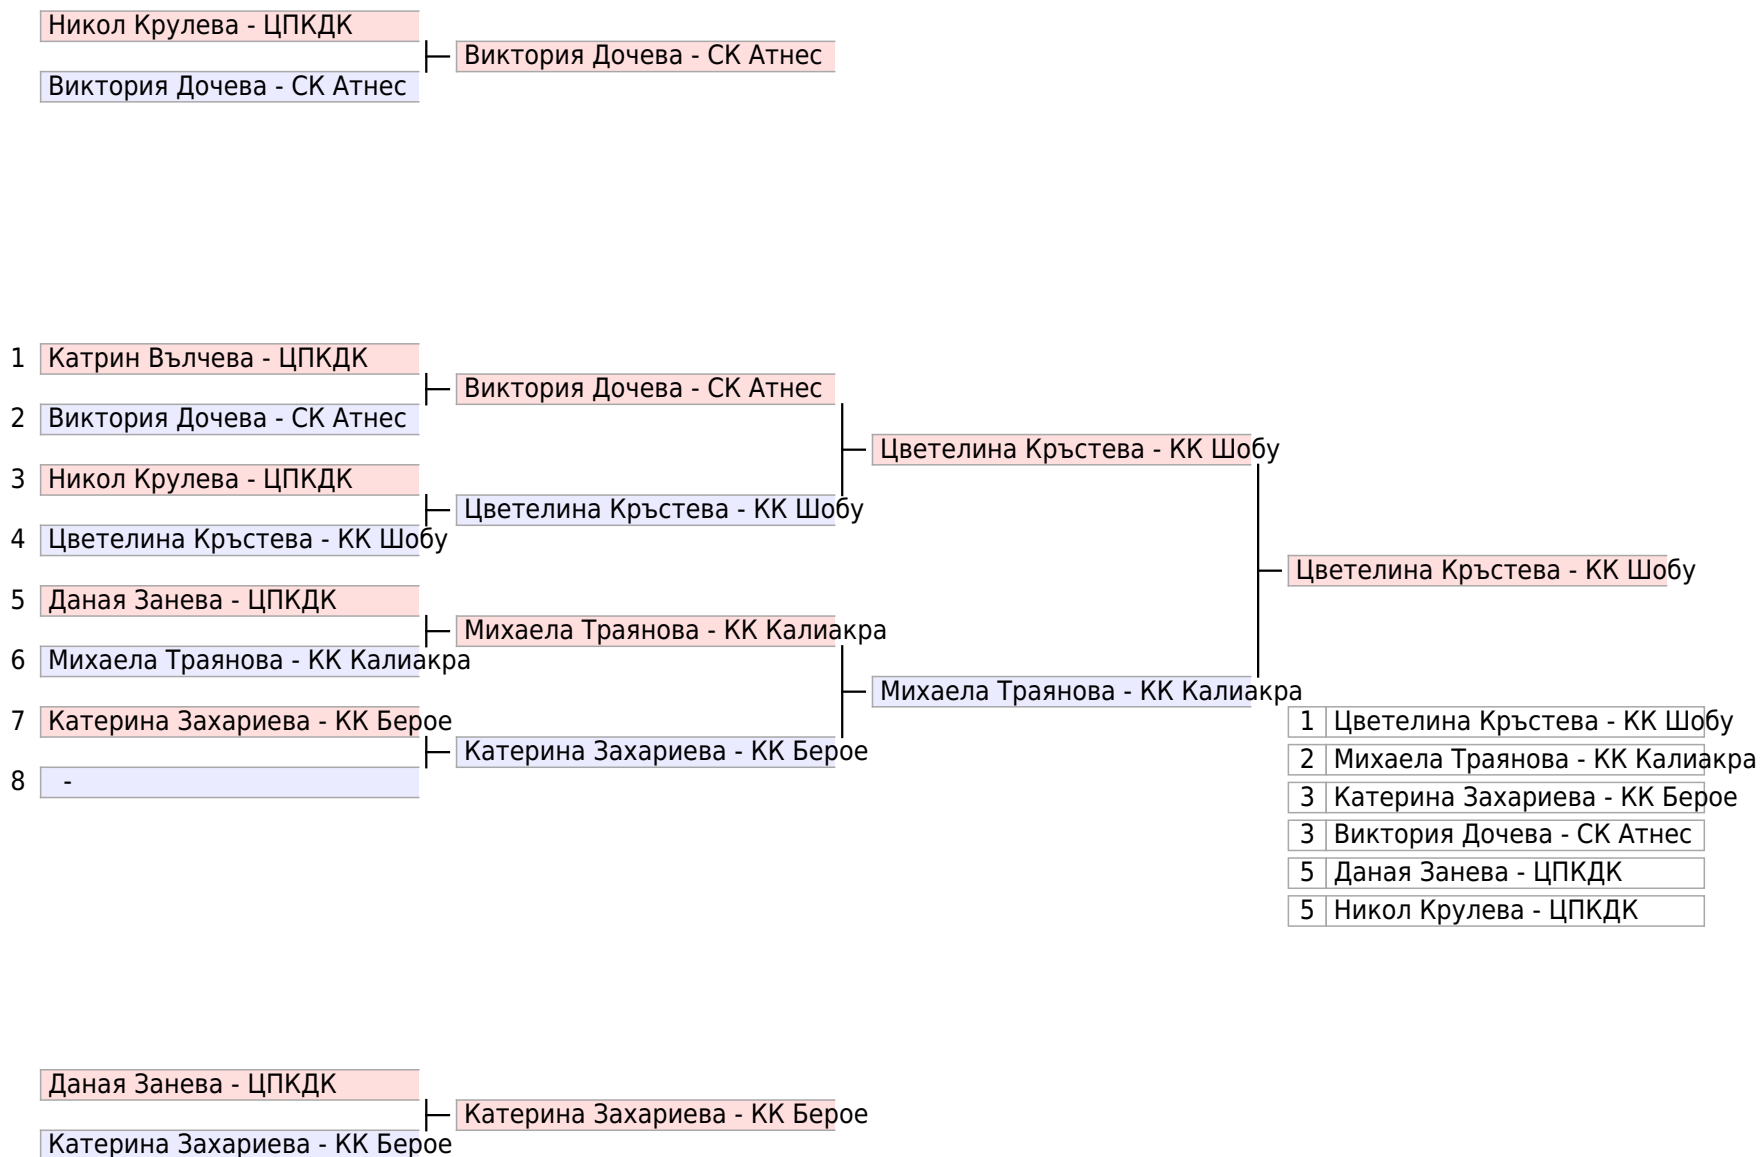 Никол Крулева - ЦПКДК
Виктория Дочева - СК Атнес
Виктория Дочева - СК Атнес
1 Катрин Вълчева - ЦПКДК
Виктория Дочева - СК Атнес
2 Виктория Дочева - СК Атнес
Цветелина Кръстева - КК Шобу
3 Никол Крулева - ЦПКДК
Цветелина Кръстева - КК Шобу
4 Цветелина Кръстева - КК Шобу
Цветелина Кръстева - КК Шобу
5 Даная Занева - ЦПКДК
Михаела Траянова - КК Калиакра
6 Михаела Траянова - КК Калиакра
Михаела Траянова - КК Калиакра
7 Катерина Захариева - КК Берое
Катерина Захариева - КК Берое
8 -
1 Цветелина Кръстева - КК Шобу
2 Михаела Траянова - КК Калиакра
3 Катерина Захариева - КК Берое
3 Виктория Дочева - СК Атнес
5 Даная Занева - ЦПКДК
5 Никол Крулева - ЦПКДК
Даная Занева - ЦПКДК
Катерина Захариева - КК Берое
Катерина Захариева - КК Берое